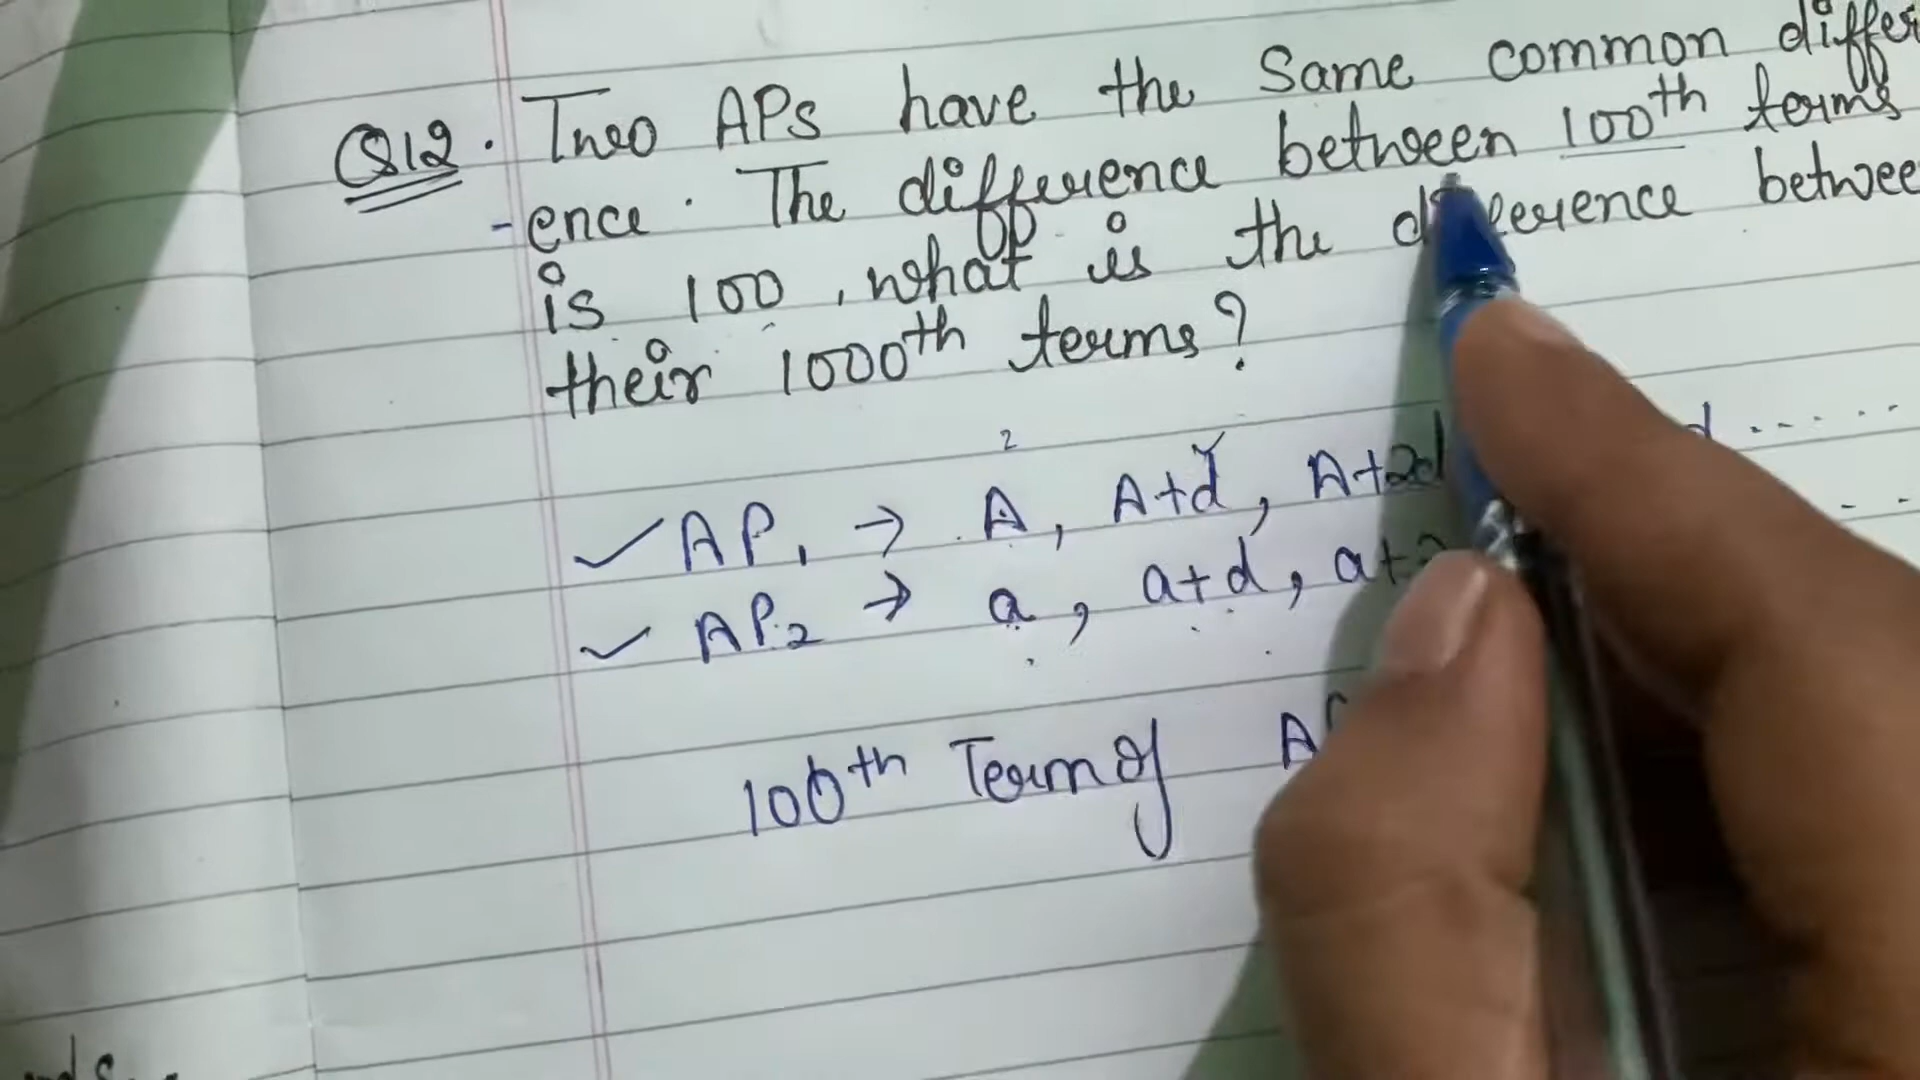 Q12. Two APs have the Same common differ
-ence. The difference between 100th terms
is 100, what is the difference betwee
their 1000th terms?
✓ AP1 → A, A+d, A+2d d .....
✓ AP2 → a, a+d, a+
100th Term of